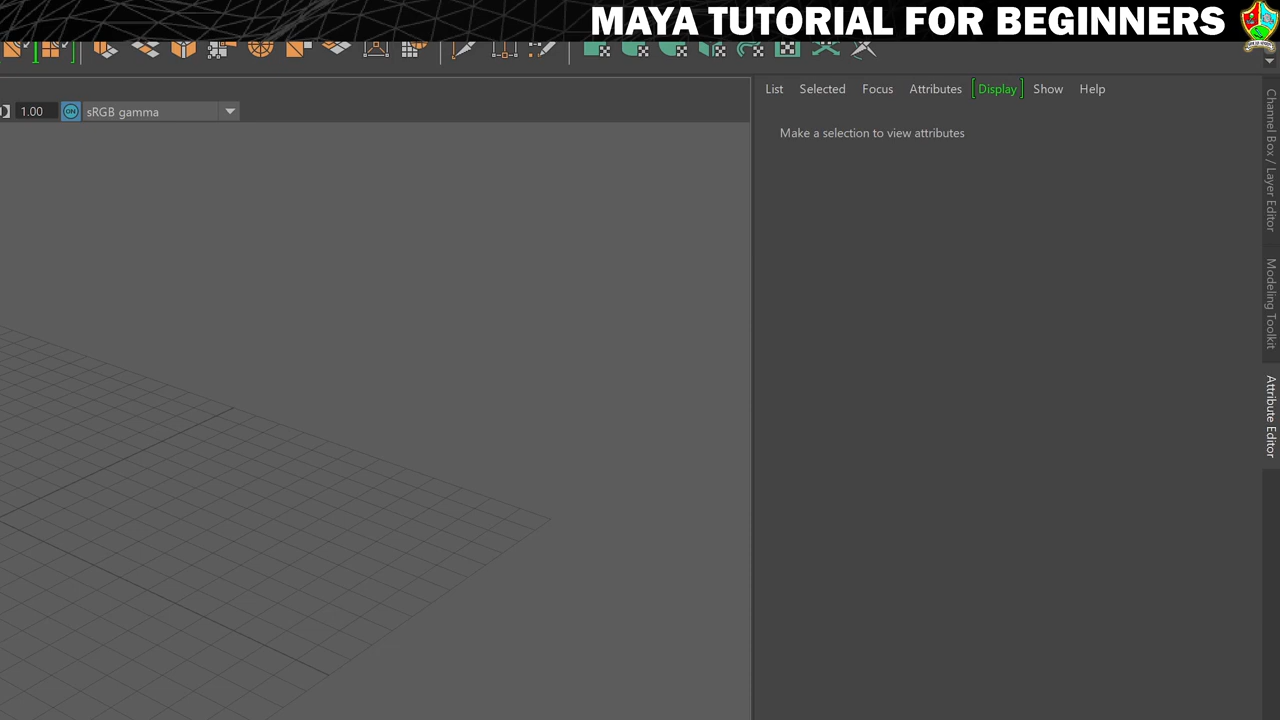 MAYA TUTORIAL FOR BEGINNERS
List Selected Focus Attributes Display Show Help
1.00 ON sRGB gamma
Make a selection to view attributes
Channel Box / Layer Editor
Modeling Toolkit
Attribute Editor